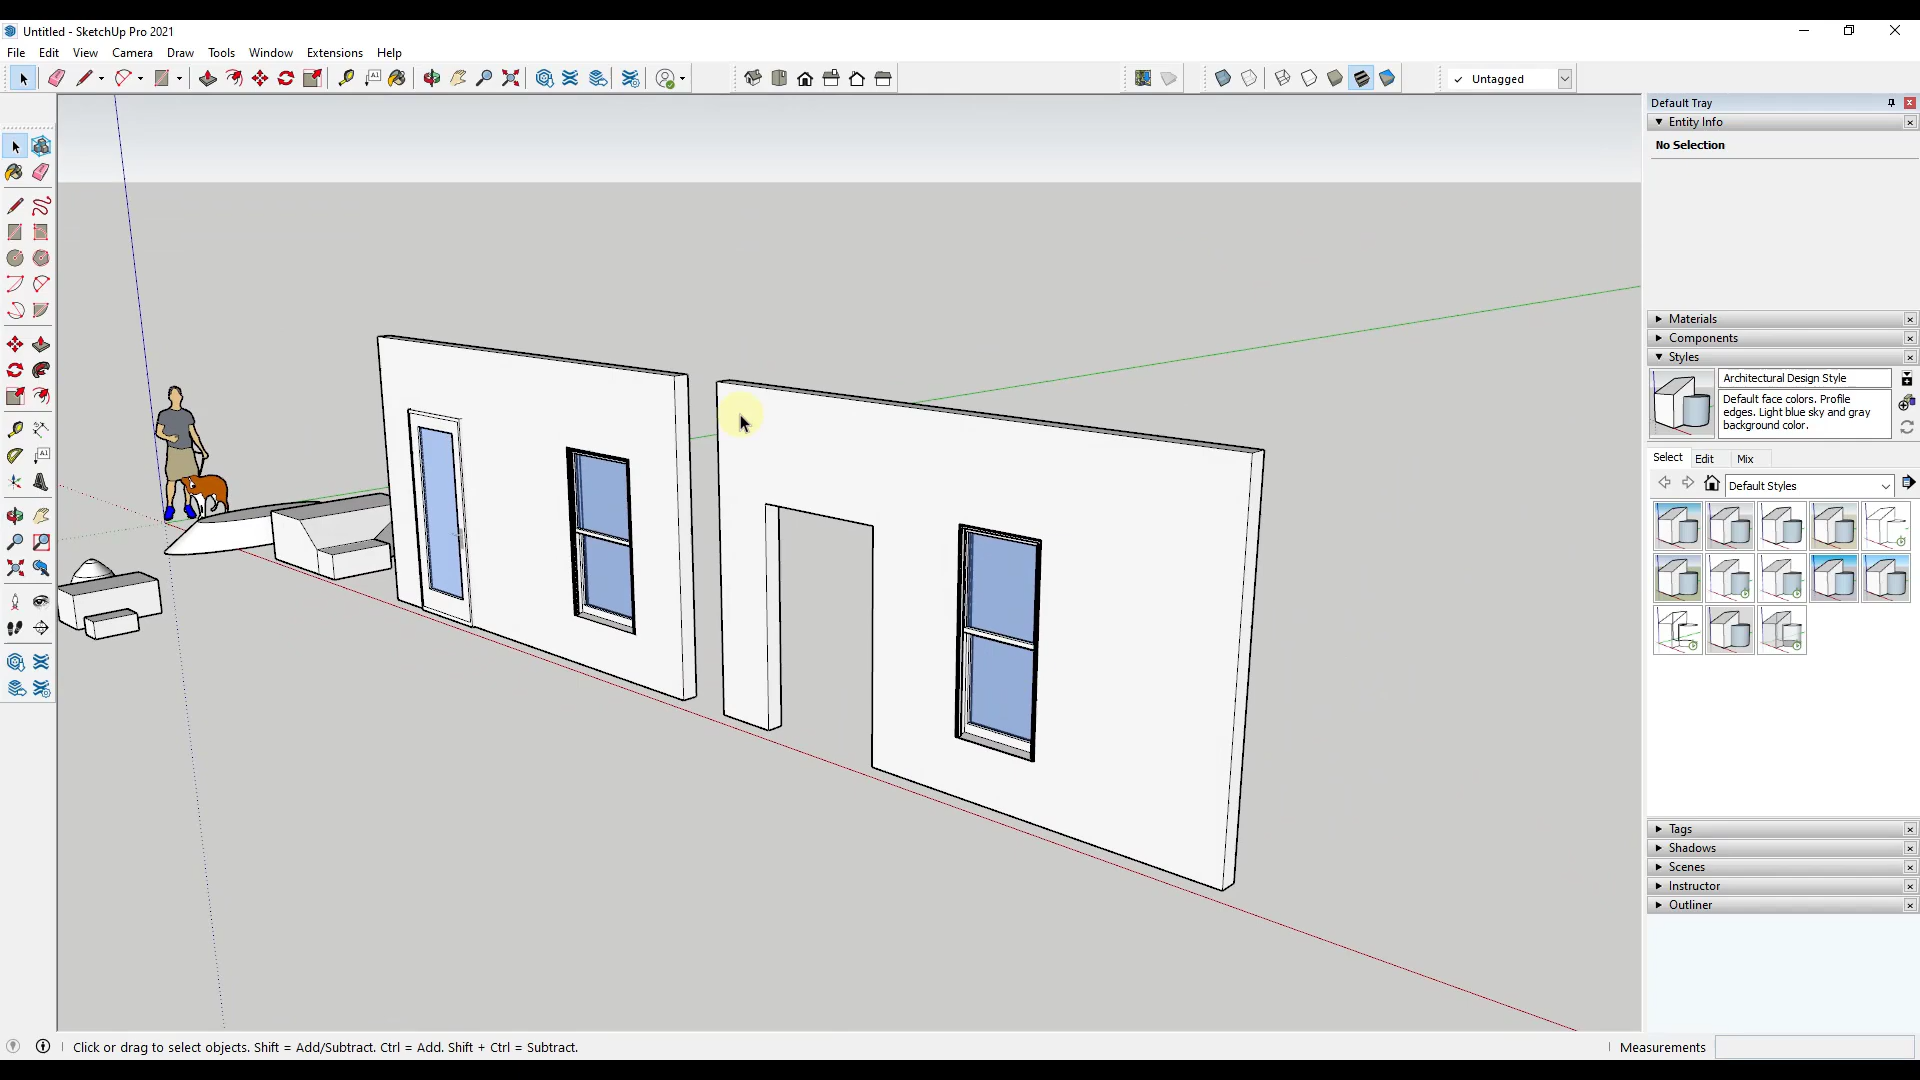 Untitled - SketchUp Pro 2021
File Edit View Camera Draw Tools Window Extensions Help
A1 Untagged
Default Tray
Entity Info
No Selection
A1
Materials
Components
Styles
Architectural Design Style
Default face colors. Profile
edges. Light blue sky and gray
background color.
Select Edit Mix
Default Styles
Tags
Shadows
Scenes
Instructor
Outliner
Click or drag to select objects. Shift = Add/Subtract. Ctrl = Add. Shift + Ctrl = Subtract.
Measurements